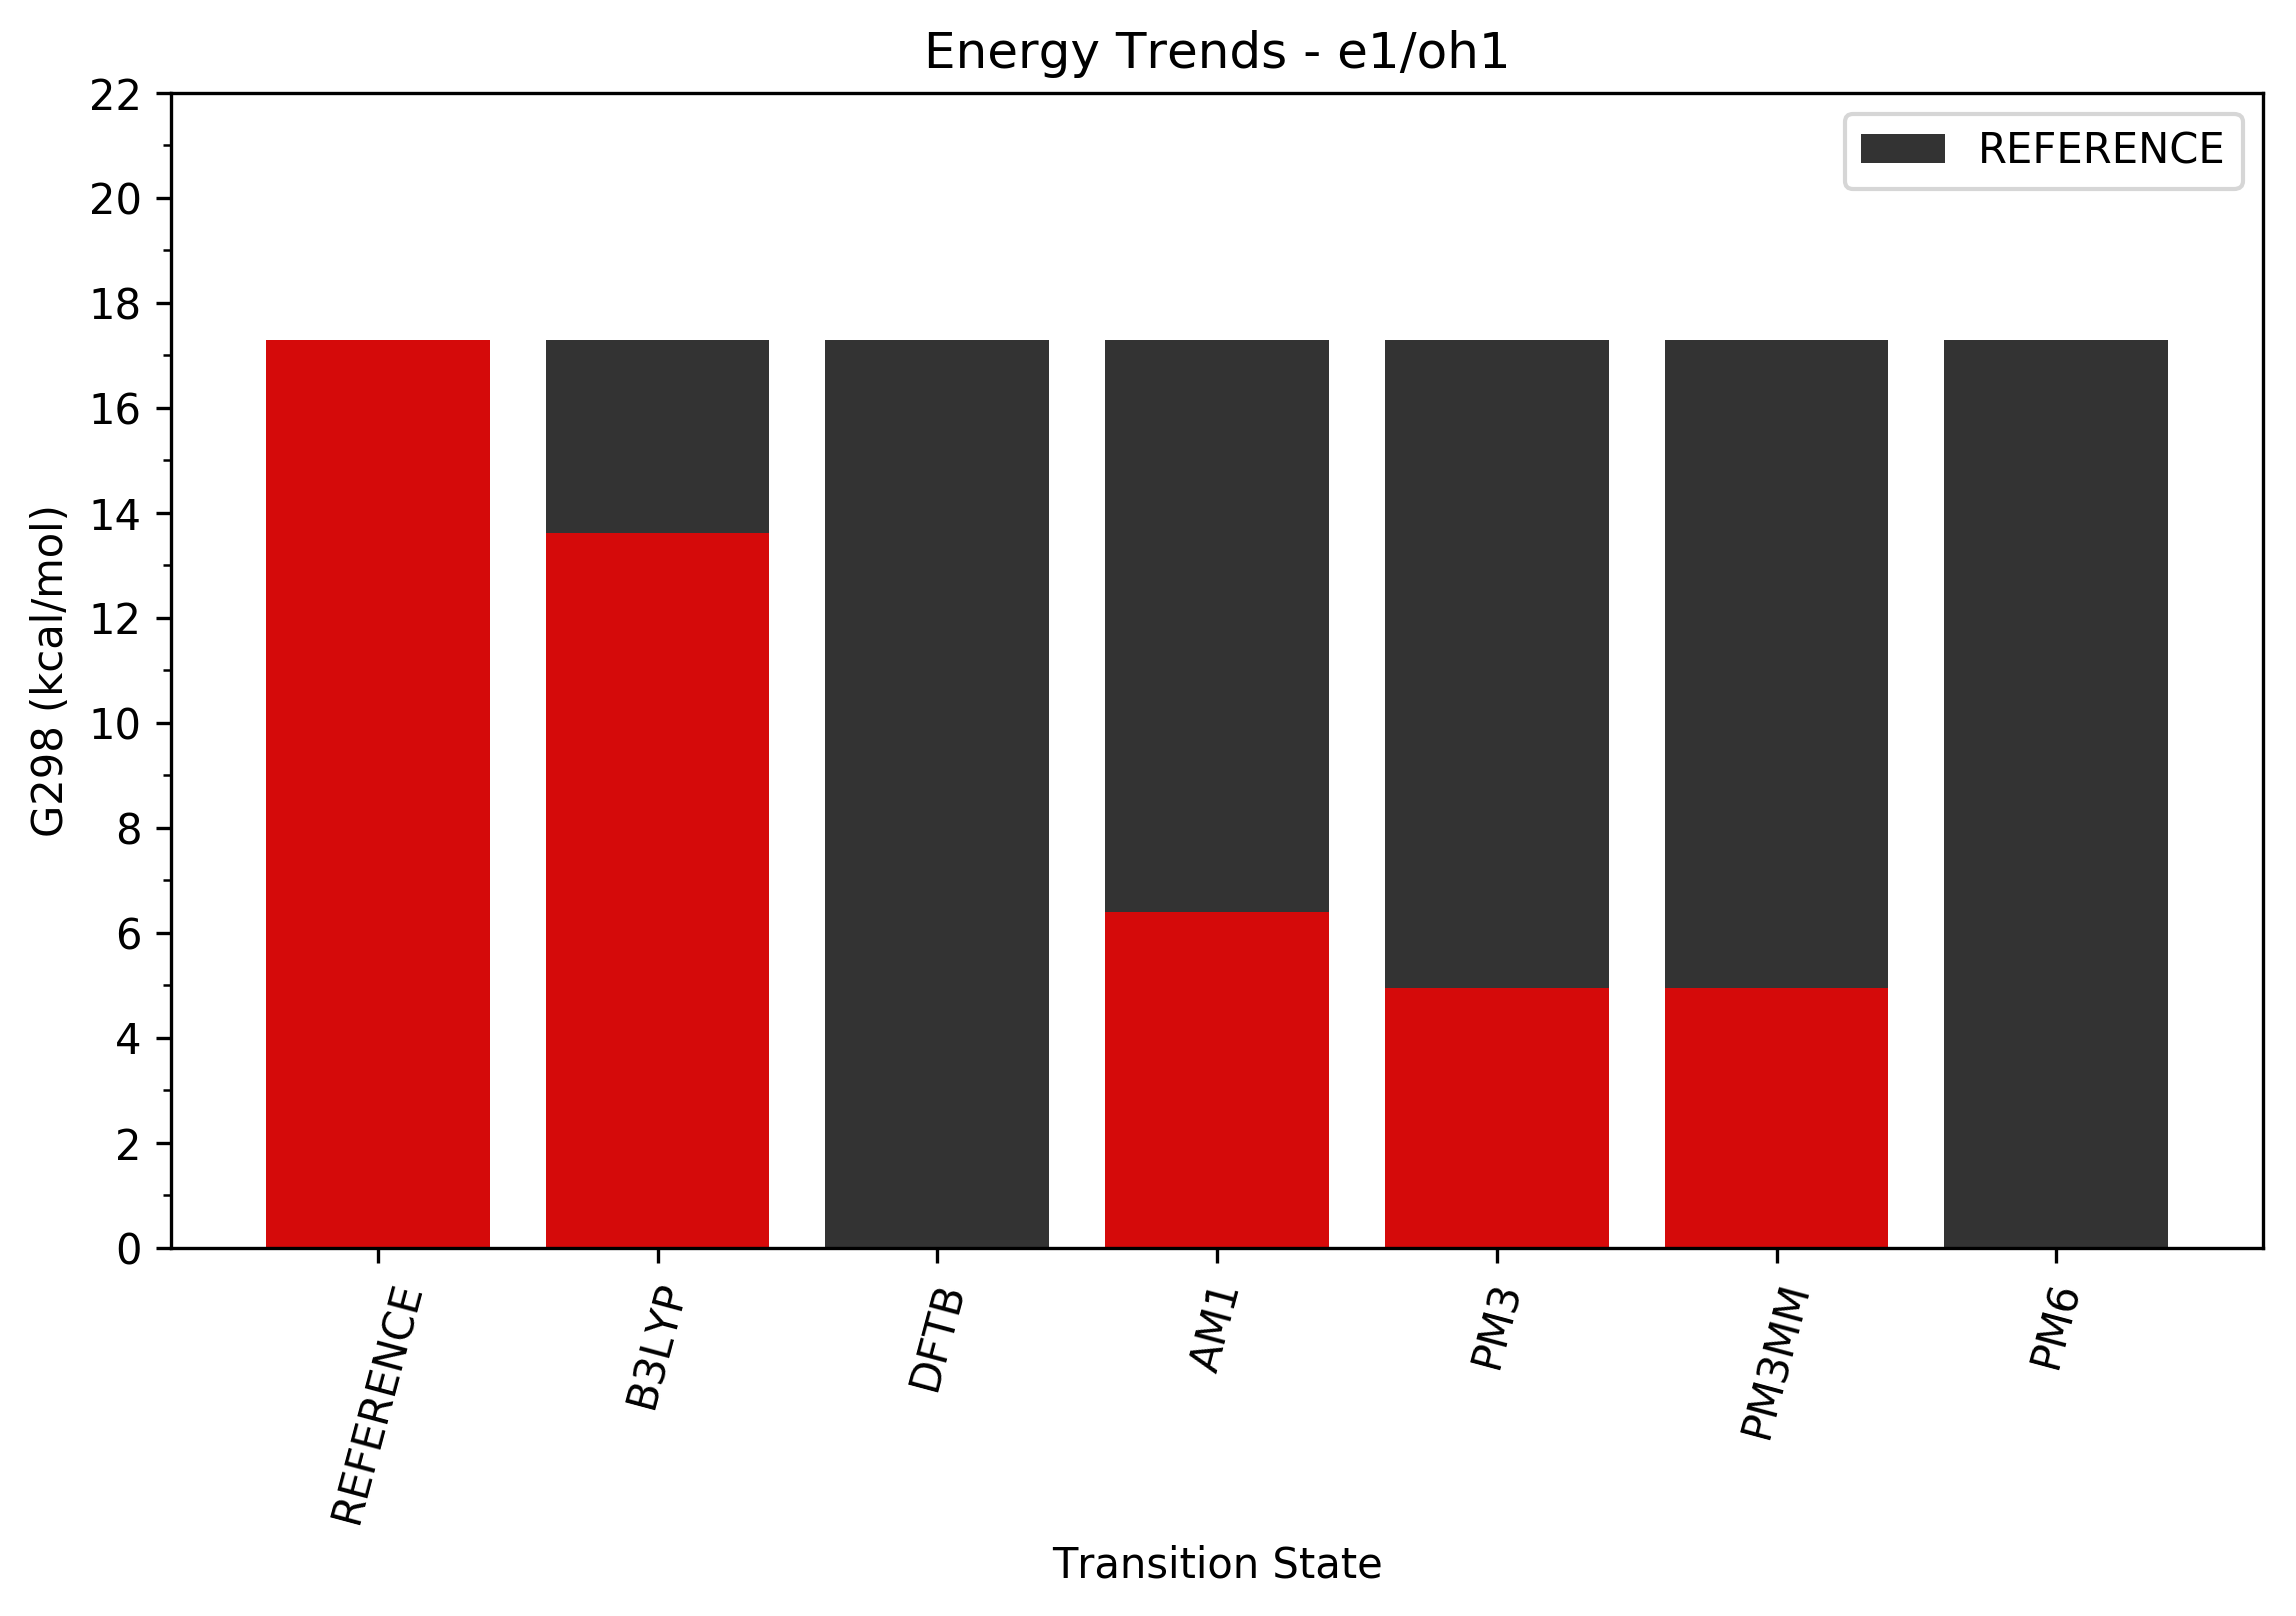 Energy Trends - e1/oh1
REFERENCE
G298 (kcal/mol)
22
20
18
16
14
12
10
8
6
4
2
0
REFERENCE
B3LYP
DFTB
AM1
PM3
PM3MM
PM6
Transition State